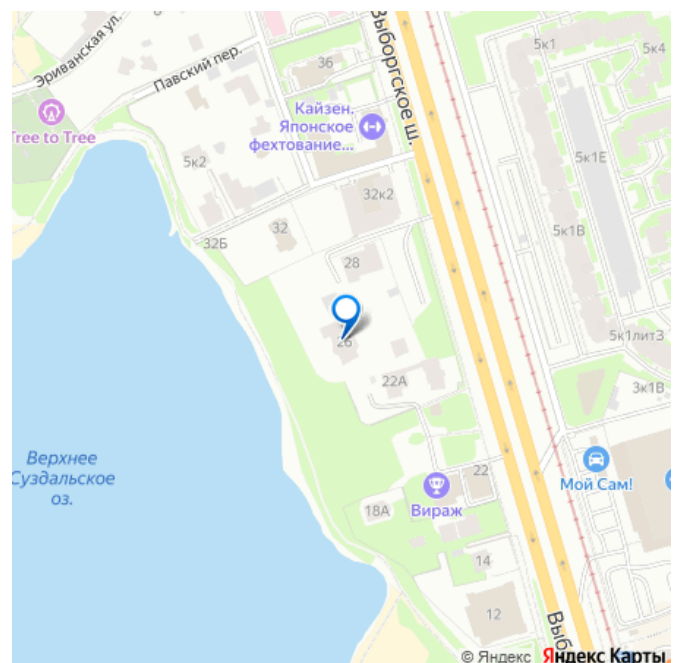 Эриванская ул.
Павский пер.
Выборгское ш.
36
5к1
5к4
Tree to Tree
Кайзен.
Японское
фехтование...
5к2
5к1Е
32к2
32Б
32
5к1В
28
26
5к1литЗ
22А
3к1В
Верхнее
Суздальское
оз.
22
Мой Сам!
Вираж
18А
14
12
Выб
© Яндекс Яндекс Карты